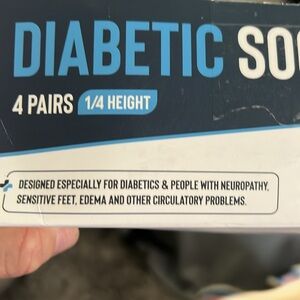 DIABETIC SO
4 PAIRS 1/4 HEIGHT
DESIGNED ESPECIALLY FOR DIABETICS & PEOPLE WITH NEUROPATHY,
SENSITIVE FEET, EDEMA AND OTHER CIRCULATORY PROBLEMS.